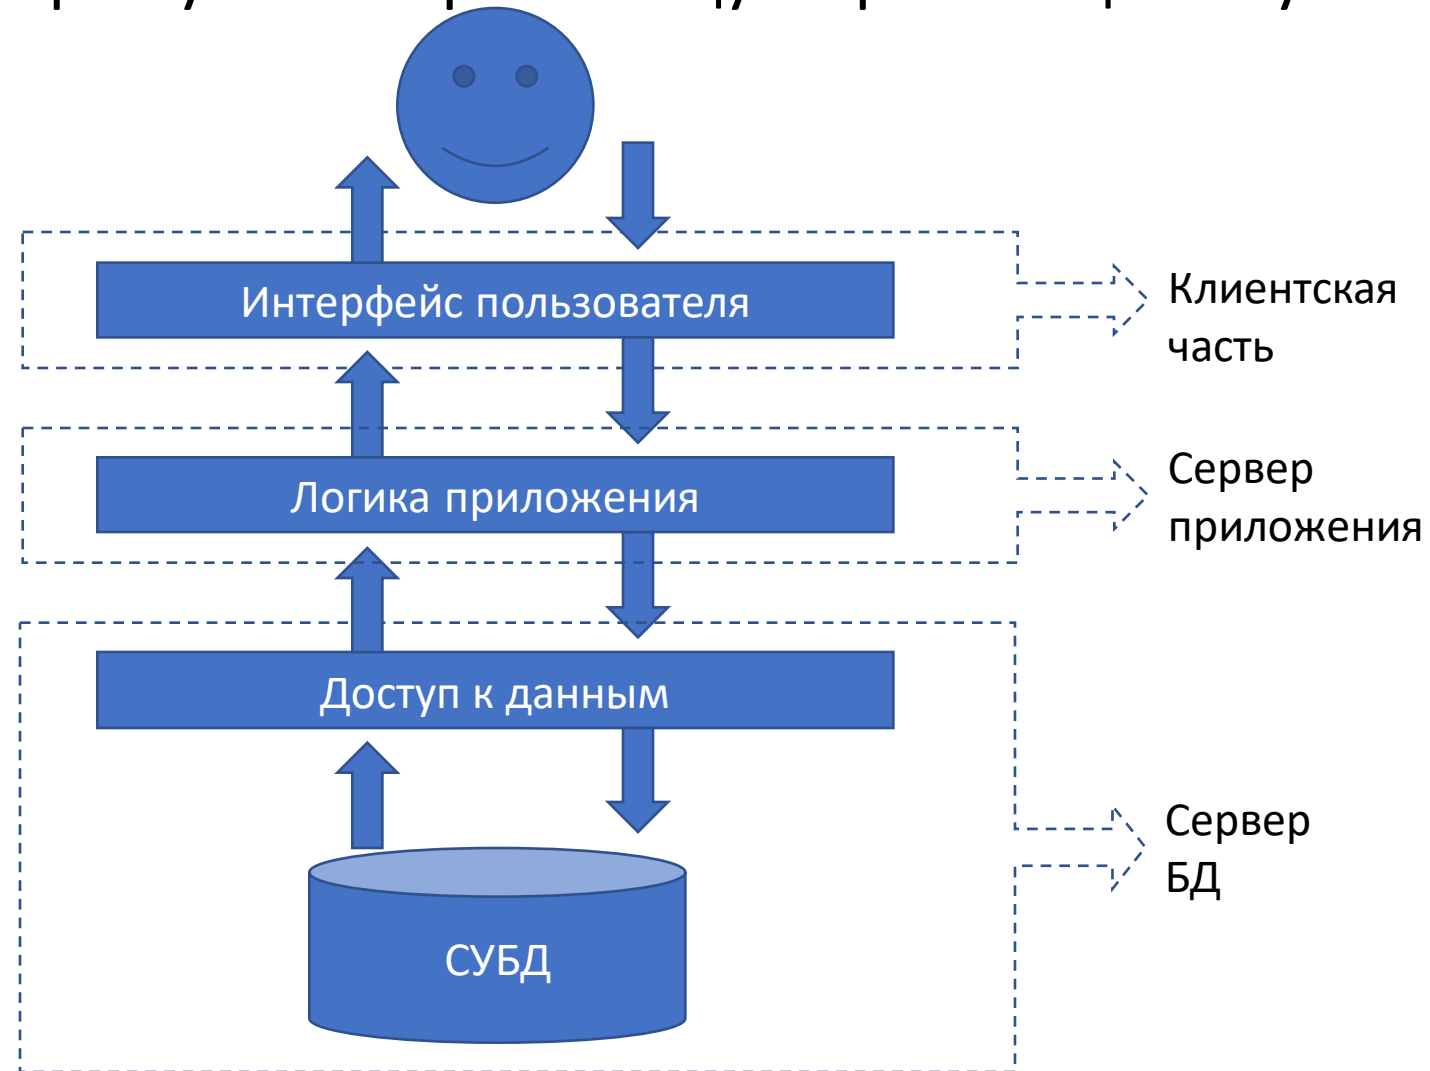 Интерфейс пользователя
Клиентская
часть
Логика приложения
Сервер
приложения
Доступ к данным
Сервер
БД
СУБД